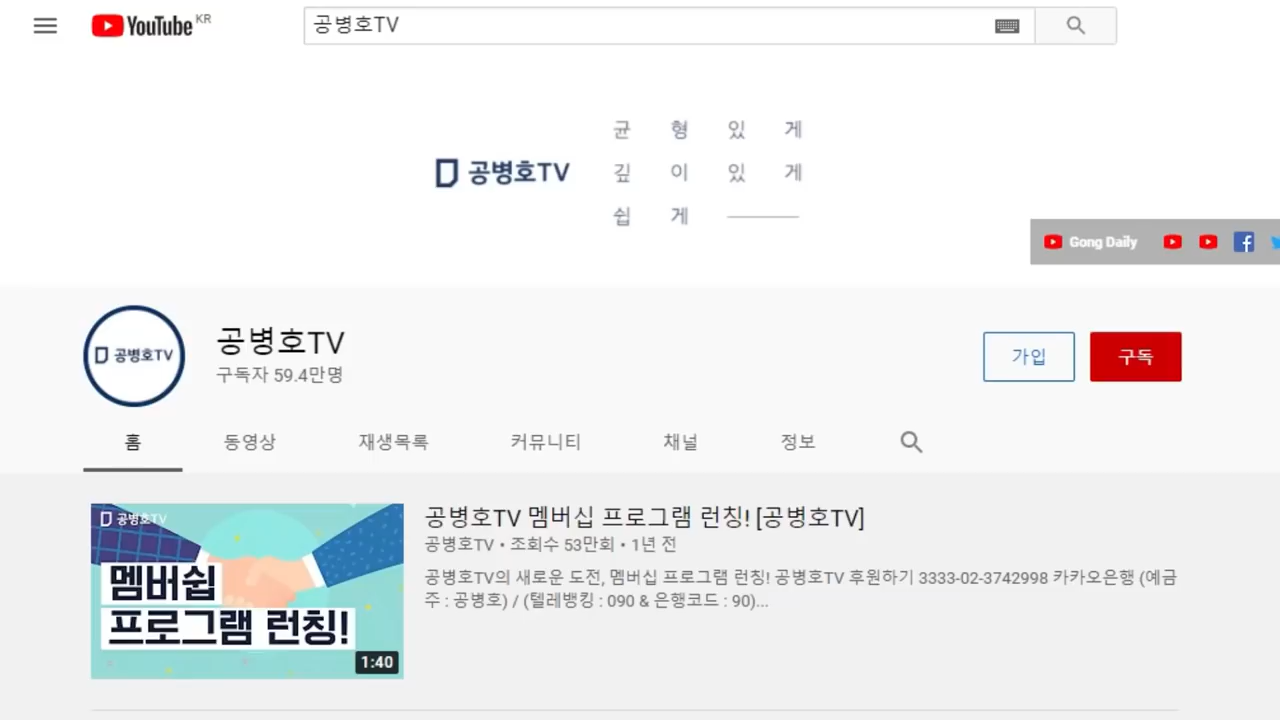 YouTube KR
공병호TV
균 형 있 게
공병호TV
깊 이 있 게
쉽 게
Gong Daily
공병호TV
공병호TV
구독자 59.4만명
가입
구독
홈 동영상 재생목록 커뮤니티 채널 정보
공병호TV
멤버쉽
프로그램 런칭!
1:40
공병호TV 멤버십 프로그램 런칭! [공병호TV]
공병호TV • 조회수 53만회 • 1년 전
공병호TV의 새로운 도전, 멤버십 프로그램 런칭! 공병호TV 후원하기 3333-02-3742998 카카오은행 (예금
주 : 공병호) / (텔레뱅킹 : 090 & 은행코드 : 90)...